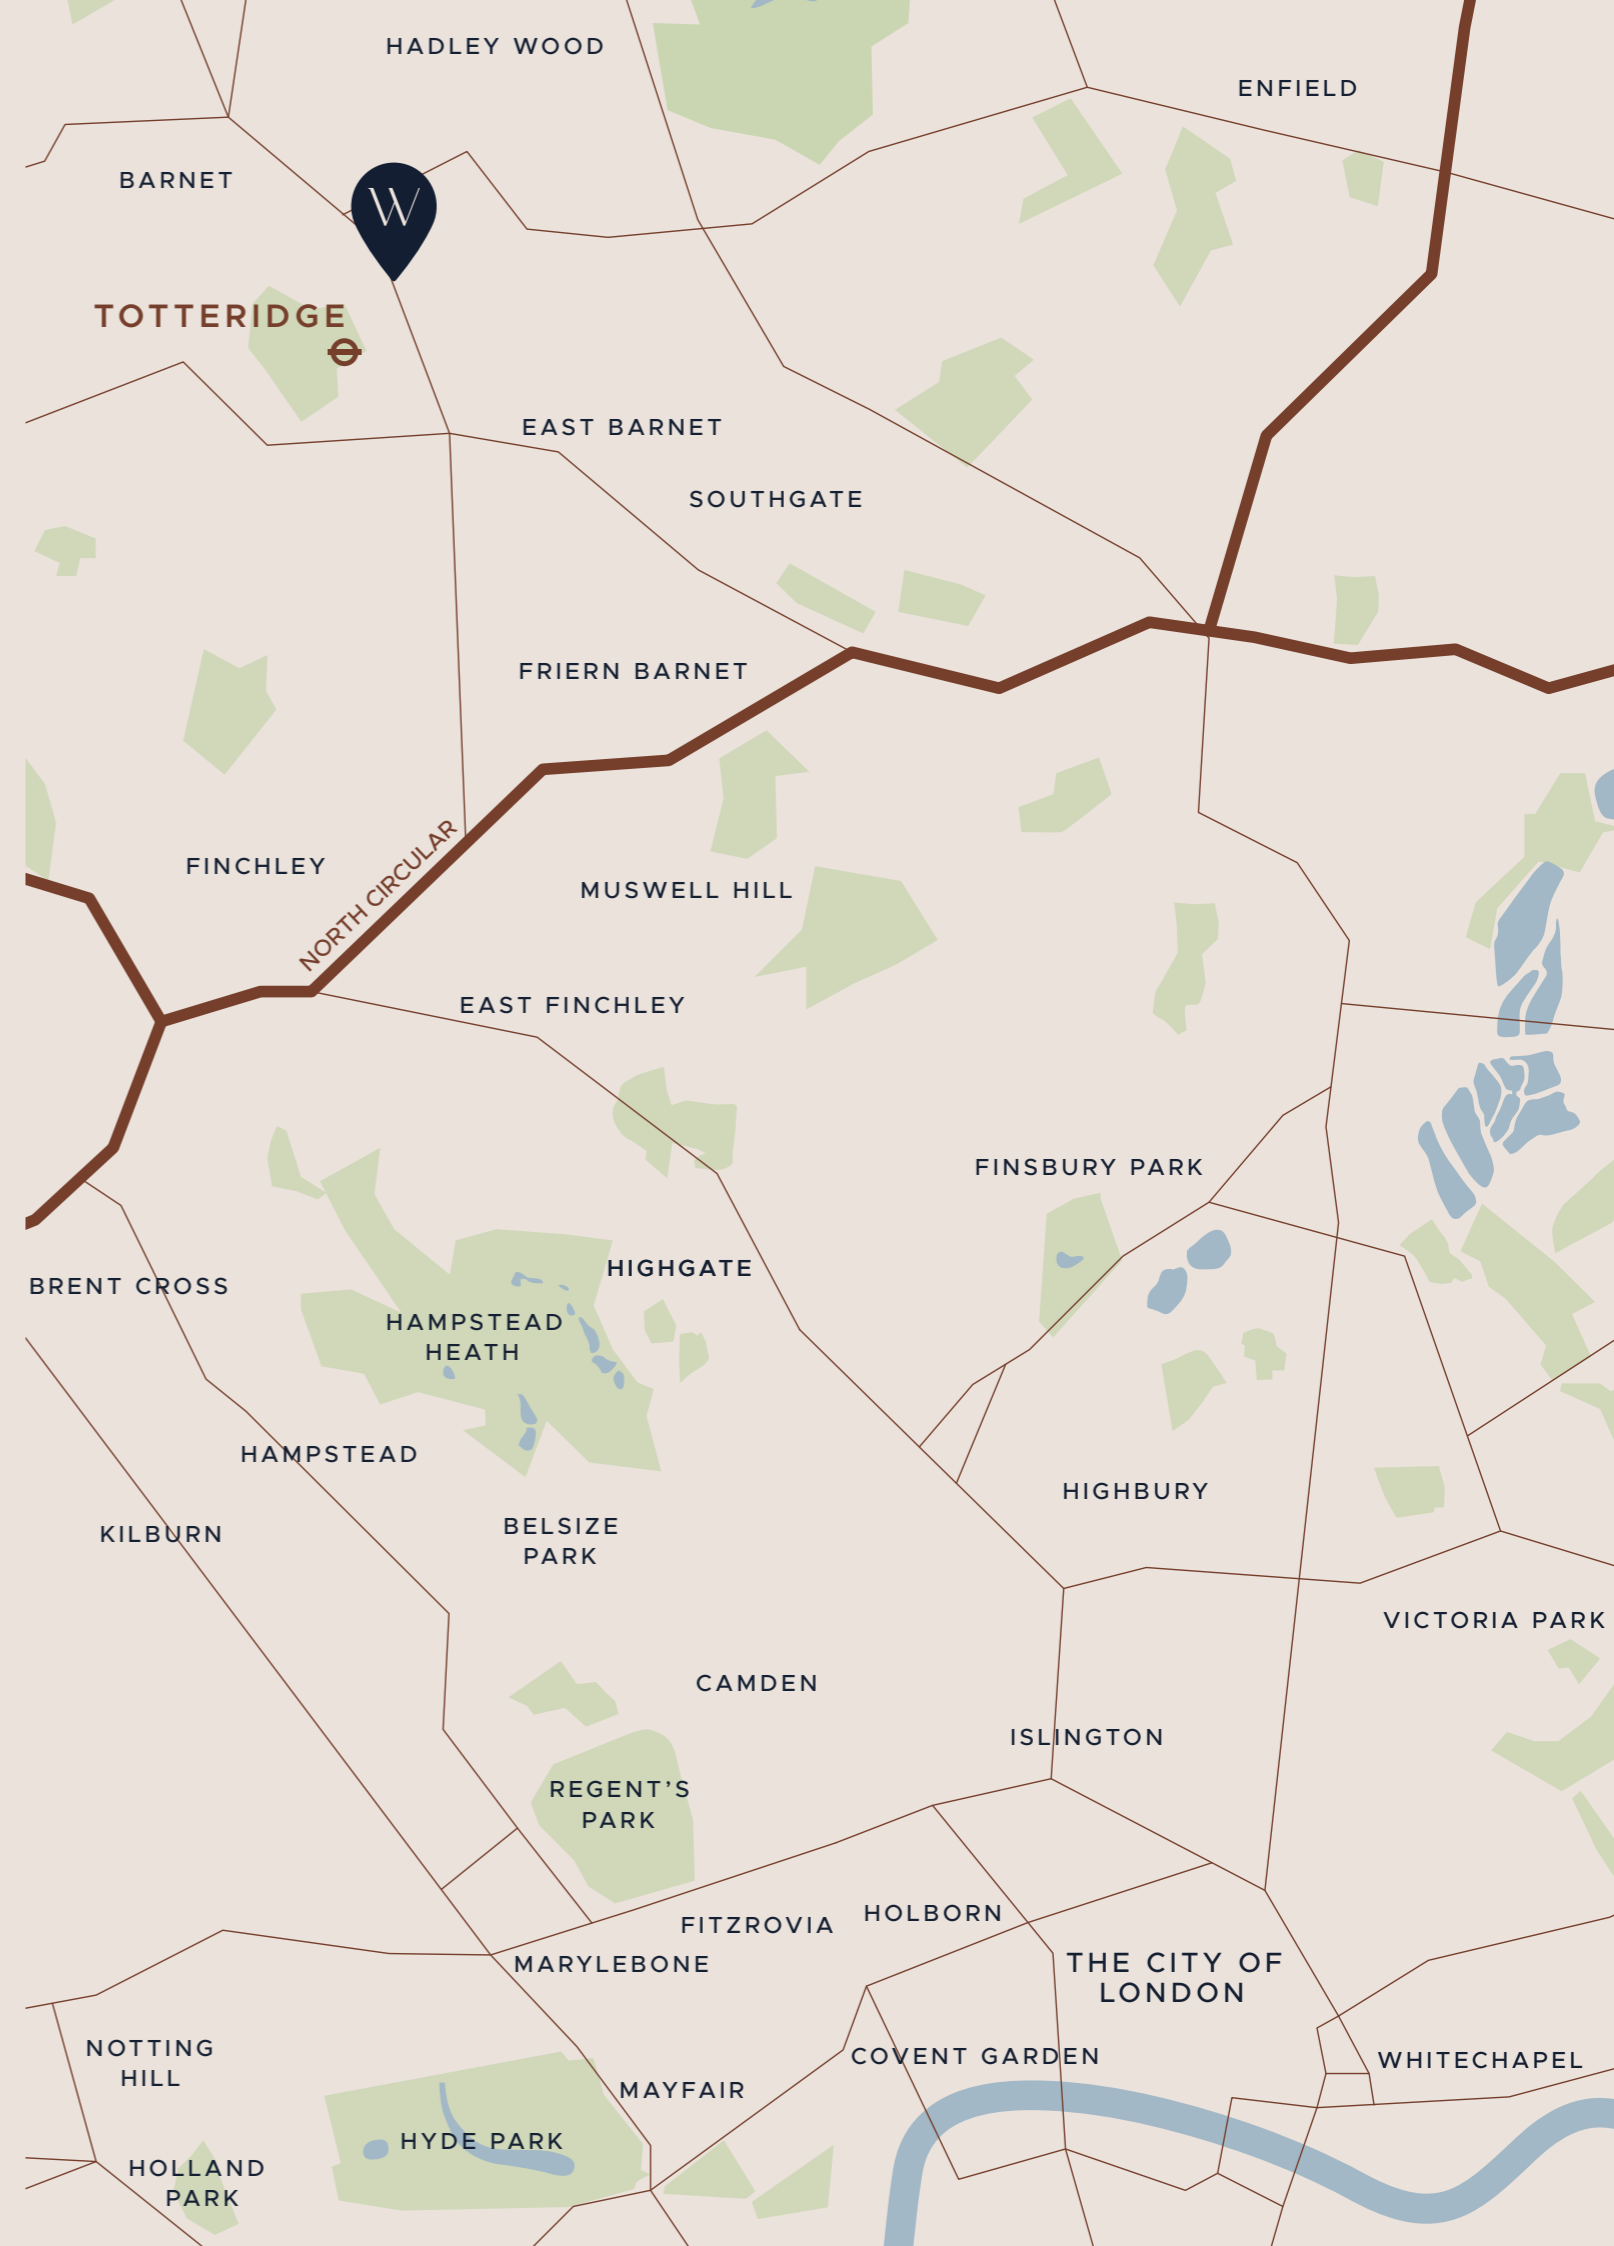 HADLEY WOOD
ENFIELD
BARNET
W
TOTTERIDGE
EAST BARNET
SOUTHGATE
FRIERN BARNET
FINCHLEY
NORTH CIRCULAR
MUSWELL HILL
EAST FINCHLEY
FINSBURY PARK
HIGHGATE
BRENT CROSS
HAMPSTEAD
HEATH
HAMPSTEAD
HIGHBURY
KILBURN
BELSIZE
PARK
VICTORIA PARK
CAMDEN
ISLINGTON
REGENT’S
PARK
HOLBORN
FITZROVIA
MARYLEBONE
THE CITY OF
LONDON
NOTTING
HILL
COVENT GARDEN
WHITECHAPEL
MAYFAIR
HYDE PARK
HOLLAND
PARK